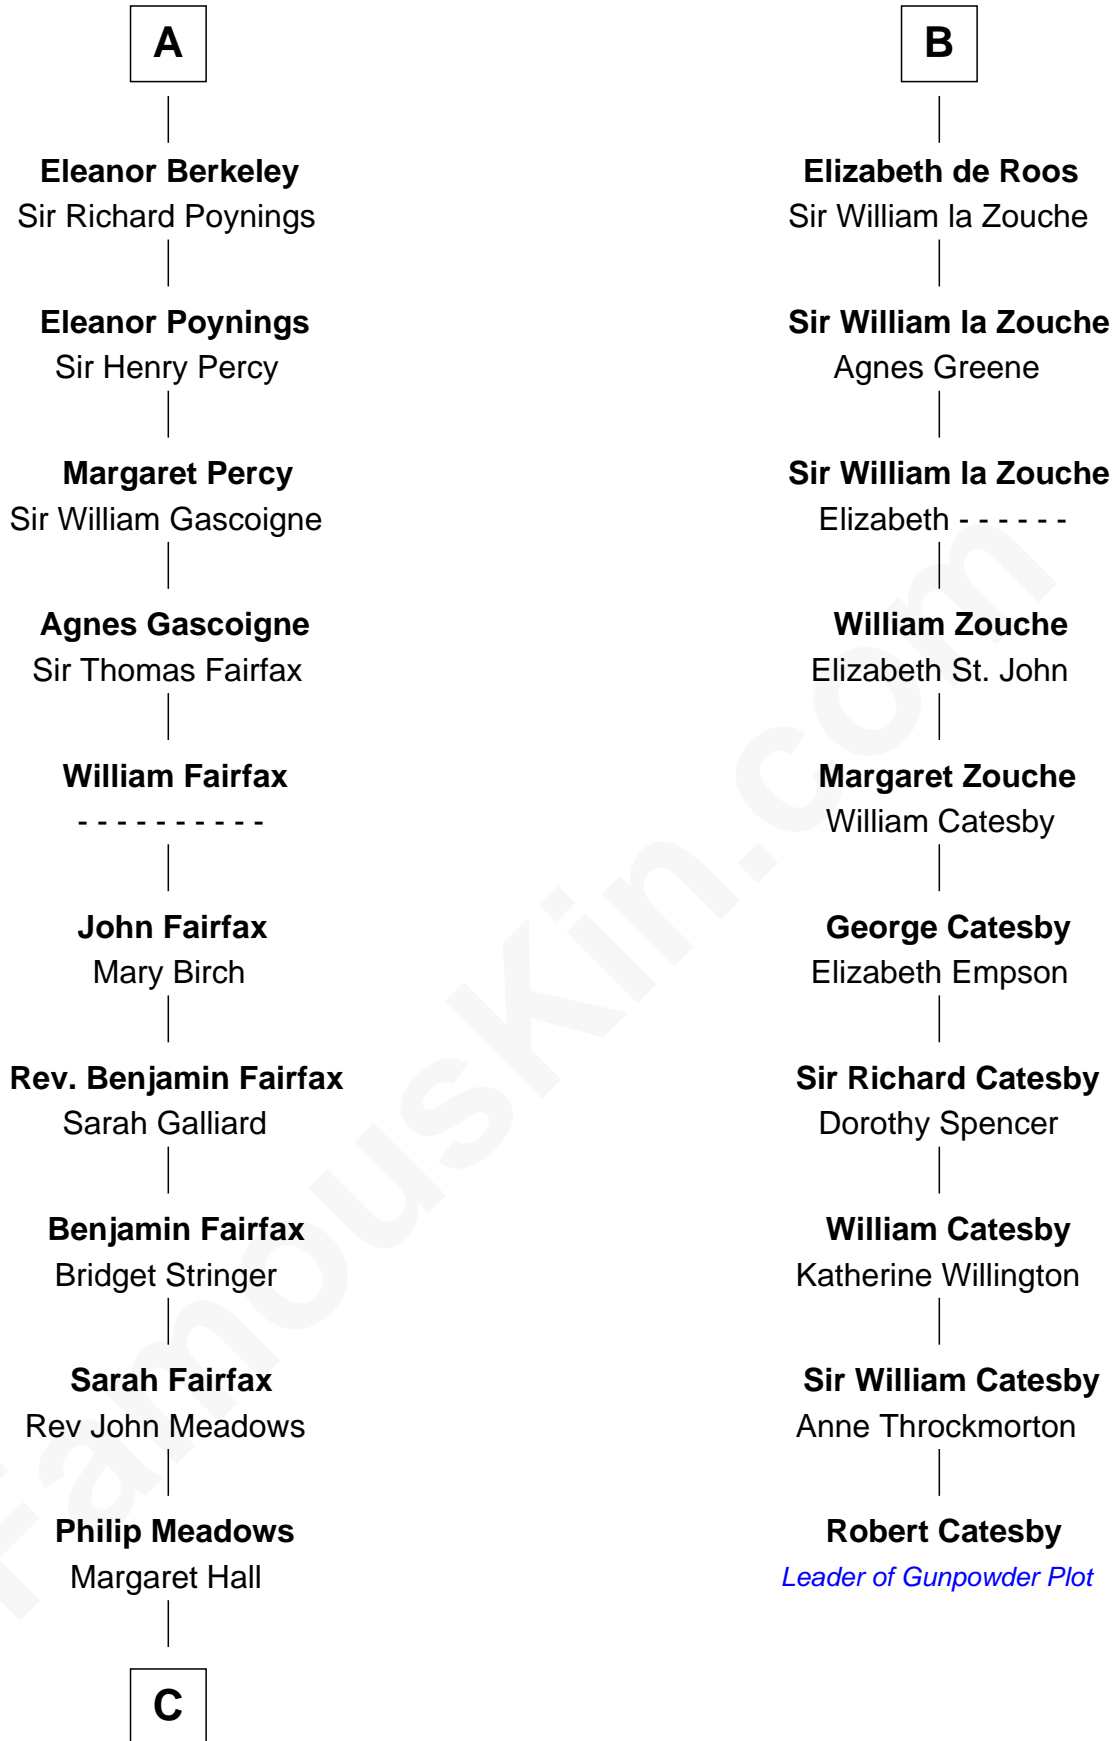 A
Eleanor Berkeley
Sir Richard Poynings
Eleanor Poynings
Sir Henry Percy
Margaret Percy
Sir William Gascoigne
Agnes Gascoigne
Sir Thomas Fairfax
William Fairfax
- - - - - - - - - -
John Fairfax
Mary Birch
Rev. Benjamin Fairfax
Sarah Galliard
Benjamin Fairfax
Bridget Stringer
Sarah Fairfax
Rev John Meadows
Philip Meadows
Margaret Hall
C
B
Elizabeth de Roos
Sir William la Zouche
Sir William la Zouche
Agnes Greene
Sir William la Zouche
Elizabeth - - - - - -
William Zouche
Elizabeth St. John
Margaret Zouche
William Catesby
George Catesby
Elizabeth Empson
Sir Richard Catesby
Dorothy Spencer
William Catesby
Katherine Willington
Sir William Catesby
Anne Throckmorton
Robert Catesby
Leader of Gunpowder Plot
FamousKin.com